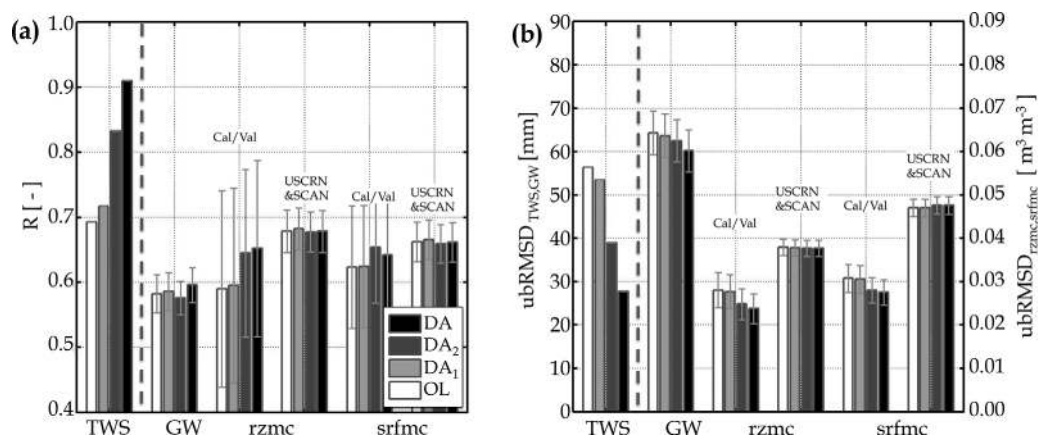 (a)
1.0
0.9
0.8
0.7
0.6
0.5
0.4
R [ - ]
Cal/Val
USCRN
&SCAN
Cal/Val
USCRN
&SCAN
DA
DA2
DA1
OL
TWS GW rzmc srfmc
(b)
90
80
70
60
50
40
30
20
10
00
ubRMSD TWS,GW [mm]
Cal/Val
USCRN
&SCAN
Cal/Val
USCRN
&SCAN
TWS GW rzmc srfmc
0.09
0.08
0.07
0.06
0.05
0.04
0.03
0.02
0.01
0.00
ubRMSDrzmc,srfmc [ m³ m-³ ]